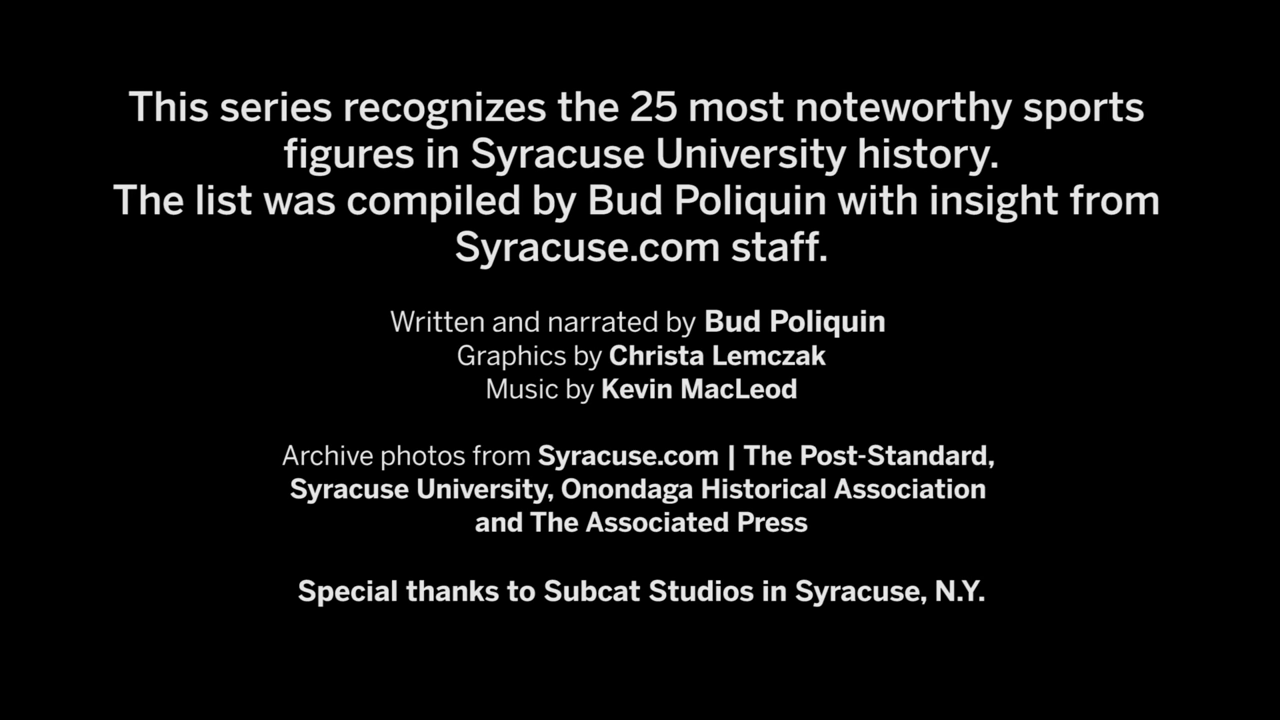 This series recognizes the 25 most noteworthy sports
figures in Syracuse University history.
The list was compiled by Bud Poliquin with insight from
Syracuse.com staff.
Written and narrated by Bud Poliquin
Graphics by Christa Lemczak
Music by Kevin MacLeod
Archive photos from Syracuse.com | The Post-Standard,
Syracuse University, Onondaga Historical Association
and The Associated Press
Special thanks to Subcat Studios in Syracuse, N.Y.